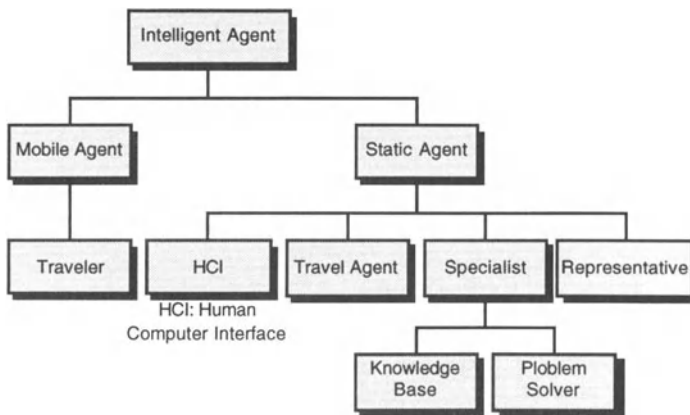 Intelligent Agent
Mobile Agent
Static Agent
Traveler
HCI
Travel Agent
Specialist
Representative
HCI: Human
Computer Interface
Knowledge
Base
Ploblem
Solver